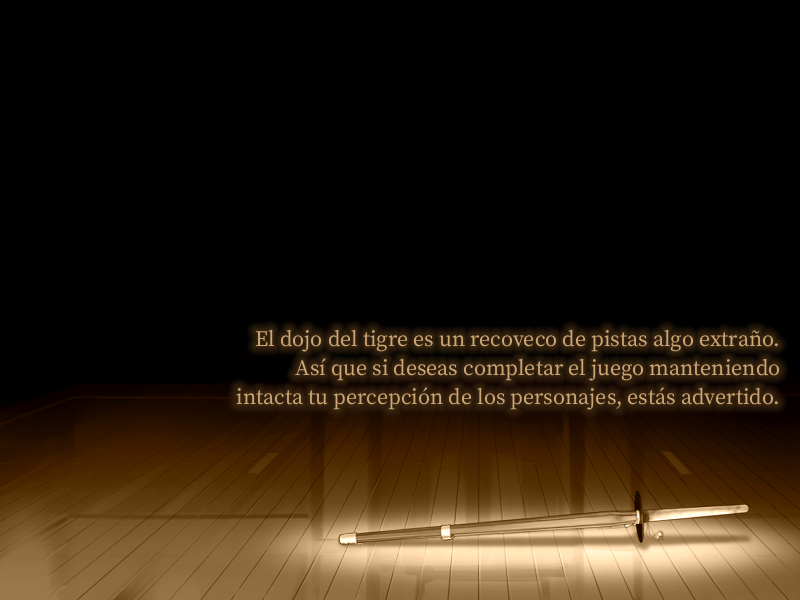 El dojo del tigre es un recoveco de pistas algo extraño.
Así que si deseas completar el juego manteniendo
intacta tu percepción de los personajes, estás advertido.